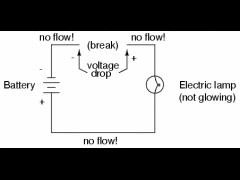 no flow!
(break)
no flow!
-
voltage
drop
+
-
Battery
+
Electric lamp
(not glowing)
no flow!